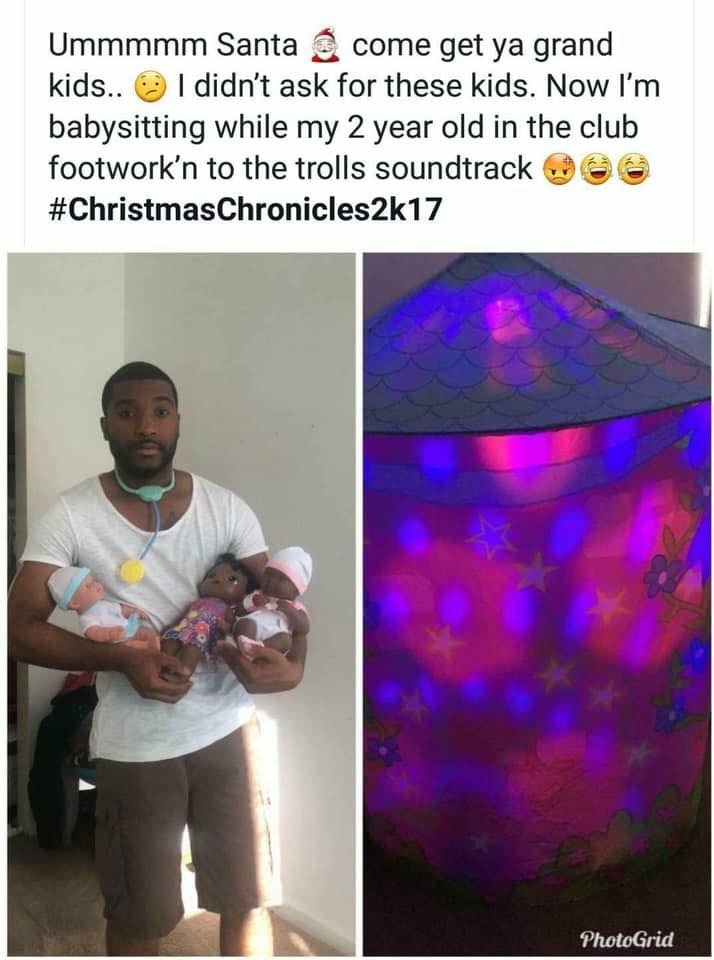 Ummmmm Santa 🎅 come get ya grand
kids.. 😕 I didn't ask for these kids. Now I'm
babysitting while my 2 year old in the club
footwork'n to the trolls soundtrack 😡😂😂
#ChristmasChronicles2k17
PhotoGrid